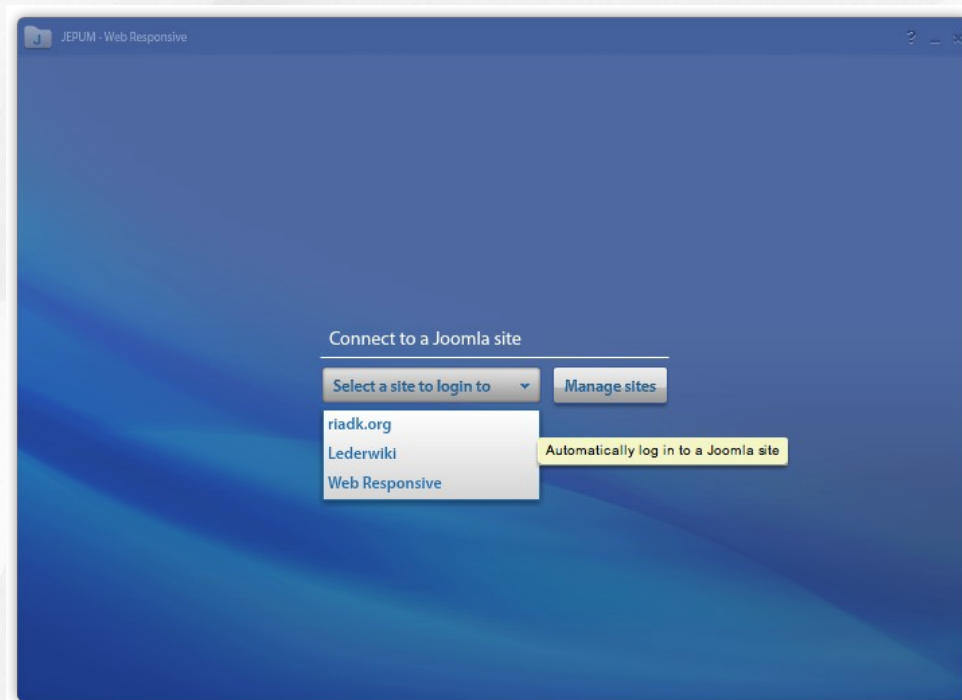 J JEPUM - Web Responsive ? _ x
Connect to a Joomla site
Select a site to login to
Manage sites
riadk.org
Lederwiki
Automatically log in to a Joomla site
Web Responsive